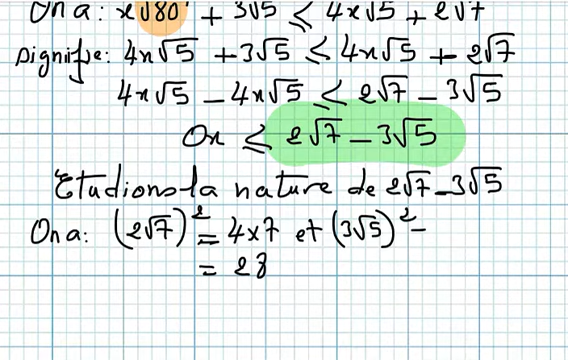 On a: x√80 + 3√5 ≤ 4x√5 + 2√7
Signifie: 4x√5 + 3√5 ≤ 4x√5 + 2√7
4x√5 - 4x√5 ≤ 2√7 - 3√5
0x ≤ 2√7 - 3√5
Etudions la nature de 2√7-3√5
On a: (2√7)² = 4x7 et (3√5)² -
= 28